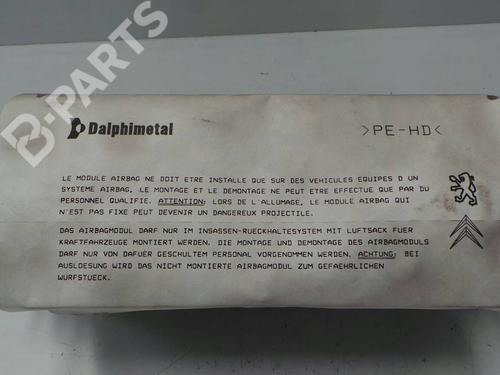 B-PARTS
Dalphimetal
>PE-HD<
LE MODULE AIRBAG NE DOIT ETRE INSTALLE QUE SUR DES VEHICULES EQUIPES D UN
SYSTEME AIRBAG. LE MONTAGE ET LE DEMONTAGE NE PEUT ETRE EFFECTUE QUE PAR DU
PERSONNEL QUALIFIE. ATTENTION: LORS DE L'ALLUMAGE, LE MODULE AIRBAG QUI
N'EST PAS FIXE PEUT DEVENIR UN DANGEREUX PROJECTILE.
DAS AIRBAGMODUL DARF NUR IM INSASSEN-RUECKHALTESYSTEM MIT LUFTSACK FUER
KRAFTFAHRZEUGE MONTIERT WERDEN. DIE MONTAGE UND DEMONTAGE DES AIRBAGMODULS
DARF NUR VON DAFUER GESCHULTEM PERSONAL VORGENOMMEN WERDEN. ACHTUNG: BEI
AUSLOESUNG WIRD DAS NICHT MONTIERTE AIRBAGMODUL ZUM GEFAEHRLICHEN
WURFSTUECK.